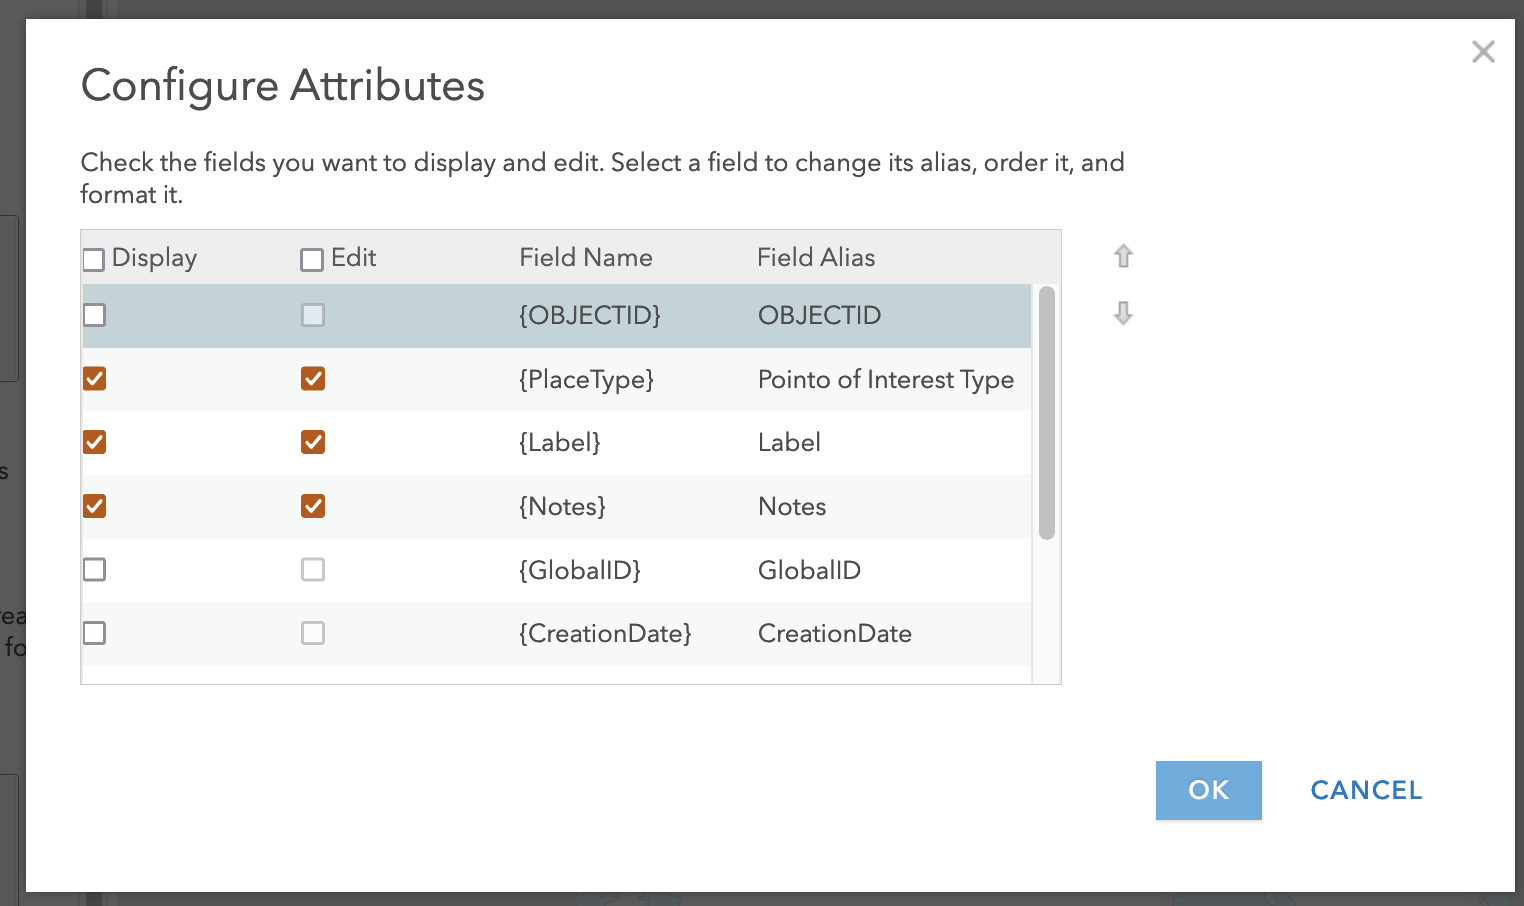 Configure Attributes
Check the fields you want to display and edit. Select a field to change its alias, order it, and
format it.
Display Edit Field Name Field Alias
{OBJECTID} OBJECTID
{PlaceType} Pointo of Interest Type
{Label} Label
{Notes} Notes
{GlobalID} GlobalID
{CreationDate} CreationDate
OK CANCEL